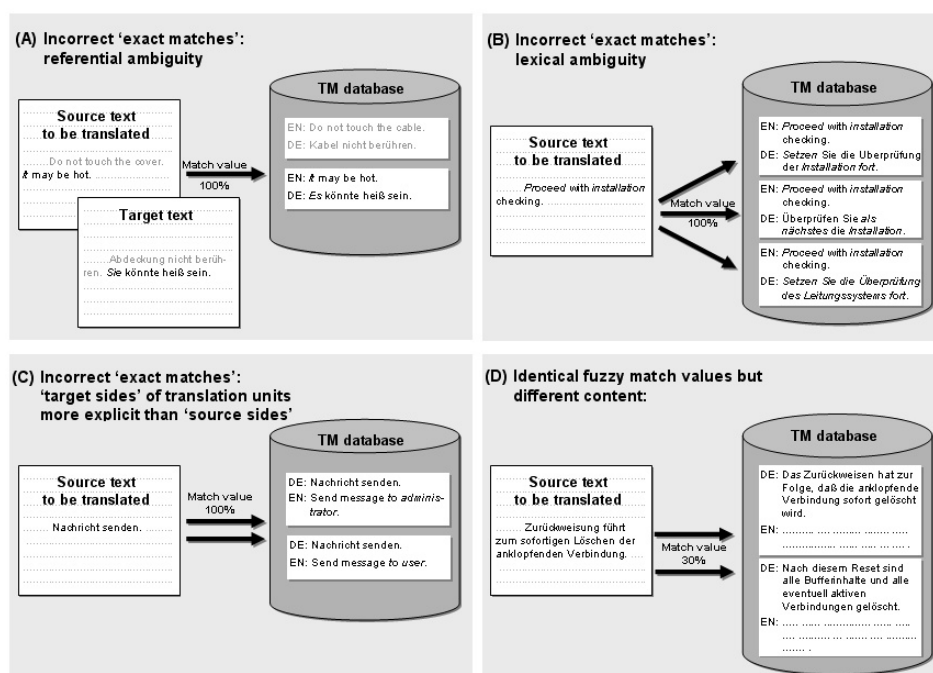 (A) Incorrect ‘exact matches’:
referential ambiguity
TM database
Source text
to be translated
........Do not touch the cover.
It may be hot.
Match value
100%
EN: Do not touch the cable.
DE: Kabel nicht berühren.
EN: It may be hot.
DE: Es könnte heiß sein.
Target text
........Abdeckung nicht berüh-
ren. Sie könnte heiß sein.
(B) Incorrect ‘exact matches’:
lexical ambiguity
TM database
Source text
to be translated
........Proceed with installation
checking.
Match value
100%
EN: Proceed with installation
checking.
DE: Setzen Sie die Uberprüfung
der Installation fort.
EN: Proceed with installation
checking.
DE: Überprüfen Sie als
nächstes die Installation.
EN: Proceed with installation
checking.
DE: Setzen Sie die Überprüfung
des Leitungssystems fort.
(C) Incorrect ‘exact matches’:
‘target sides’ of translation units
more explicit than ‘source sides’
TM database
Source text
to be translated
Nachricht senden.
Match value
100%
DE: Nachricht senden.
EN: Send message to adminis-
trator.
DE: Nachricht senden.
EN: Send message to user.
(D) Identical fuzzy match values but
different content:
TM database
Source text
to be translated
........Zurückweisung führt
zum sofortigen Löschen der
anklopfenden Verbindung.
Match value
30%
DE: Das Zurückweisen hat zur
Folge, daß die anklopfende
Verbindung sofort gelöscht
wird.
EN: ......... .... ..... ........... ...... .....
................. ...... ..... .... ... .... .
DE: Nach diesem Reset sind
alle Bufferinhalte und alle
eventuell aktiven
Verbindungen gelöscht.
EN: ..... ...... ............... ...... .....
.... .......... ... ....... .... ..........
....... .